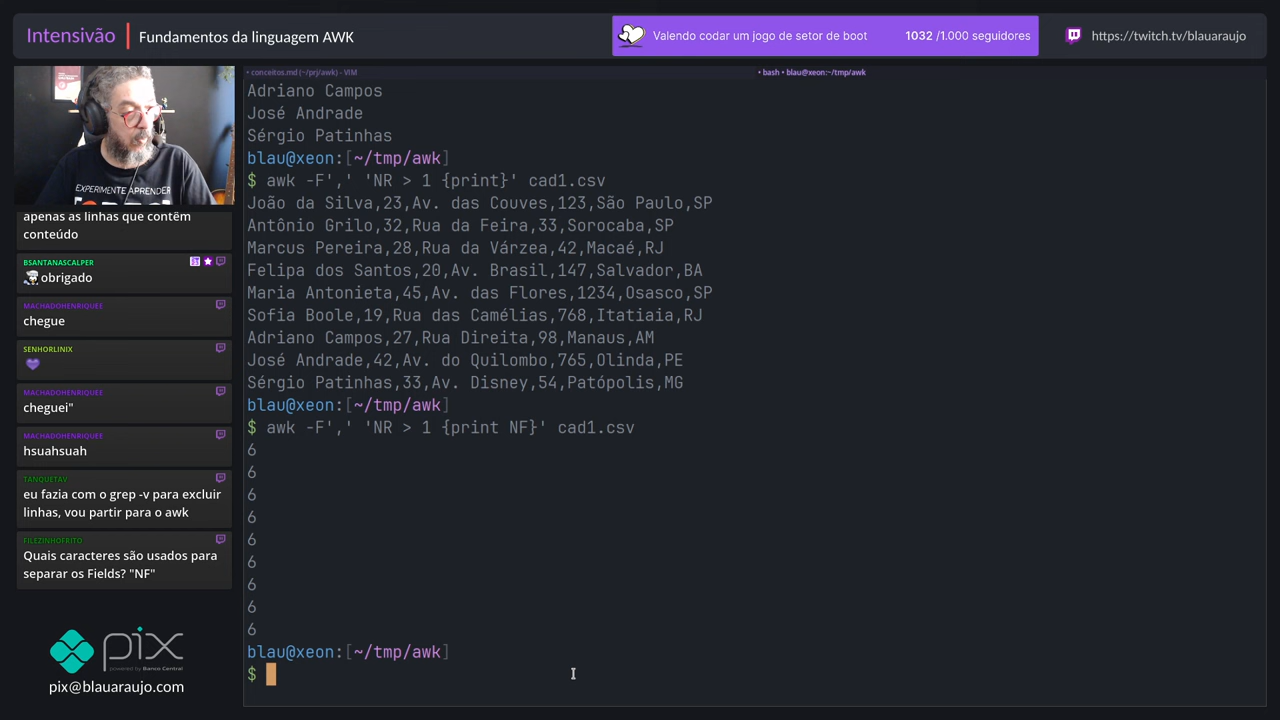 Intensivão
Fundamentos da linguagem AWK
Valendo codar um jogo de setor de boot 1032 /1.000 seguidores
https://twitch.tv/blauaraujo
EXPERIMENTE APRENDER
apenas as linhas que contêm
conteúdo
BSANTANASCALPER
obrigado
MACHADOHENRIQUEE
chegue
SENHORLINIX
MACHADOHENRIQUEE
cheguei"
MACHADOHENRIQUEE
hsuahsuah
TANQUETAV
eu fazia com o grep -v para excluir
linhas, vou partir para o awk
FILEZINHOFRITO
Quais caracteres são usados para
separar os Fields? "NF"
pix
powered by Banco Central
pix@blauaraujo.com
• conceitos.md (~/prj/awk) - VIM
• bash • blau@xeon:~/tmp/awk
Adriano Campos
José Andrade
Sérgio Patinhas
blau@xeon:[~/tmp/awk]
$ awk -F',' 'NR > 1 {print}' cad1.csv
João da Silva,23,Av. das Couves,123,São Paulo,SP
Antônio Grilo,32,Rua da Feira,33,Sorocaba,SP
Marcus Pereira,28,Rua da Várzea,42,Macaé,RJ
Felipa dos Santos,20,Av. Brasil,147,Salvador,BA
Maria Antonieta,45,Av. das Flores,1234,Osasco,SP
Sofia Boole,19,Rua das Camélias,768,Itatiaia,RJ
Adriano Campos,27,Rua Direita,98,Manaus,AM
José Andrade,42,Av. do Quilombo,765,Olinda,PE
Sérgio Patinhas,33,Av. Disney,54,Patópolis,MG
blau@xeon:[~/tmp/awk]
$ awk -F',' 'NR > 1 {print NF}' cad1.csv
6
6
6
6
6
6
6
6
6
blau@xeon:[~/tmp/awk]
$